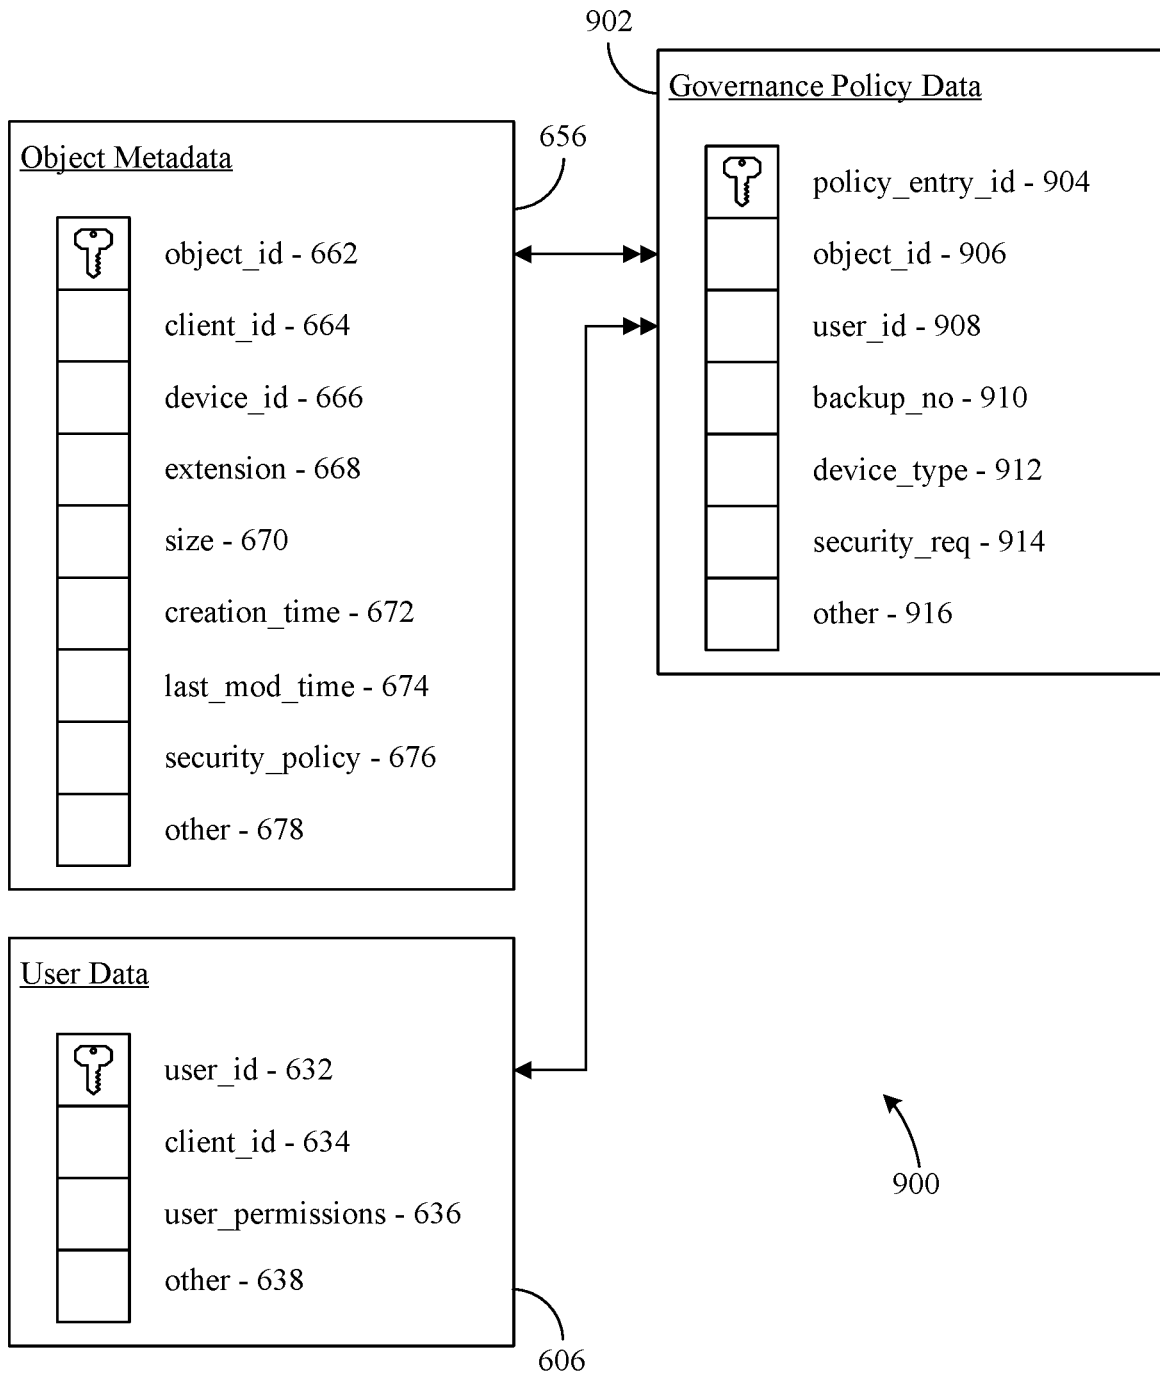 902
Governance Policy Data
policy_entry_id - 904
object_id - 906
user_id - 908
backup_no - 910
device_type - 912
security_req - 914
other - 916
656
Object Metadata
object_id - 662
client_id - 664
device_id - 666
extension - 668
size - 670
creation_time - 672
last_mod_time - 674
security_policy - 676
other - 678
User Data
user_id - 632
client_id - 634
user_permissions - 636
other - 638
606
900